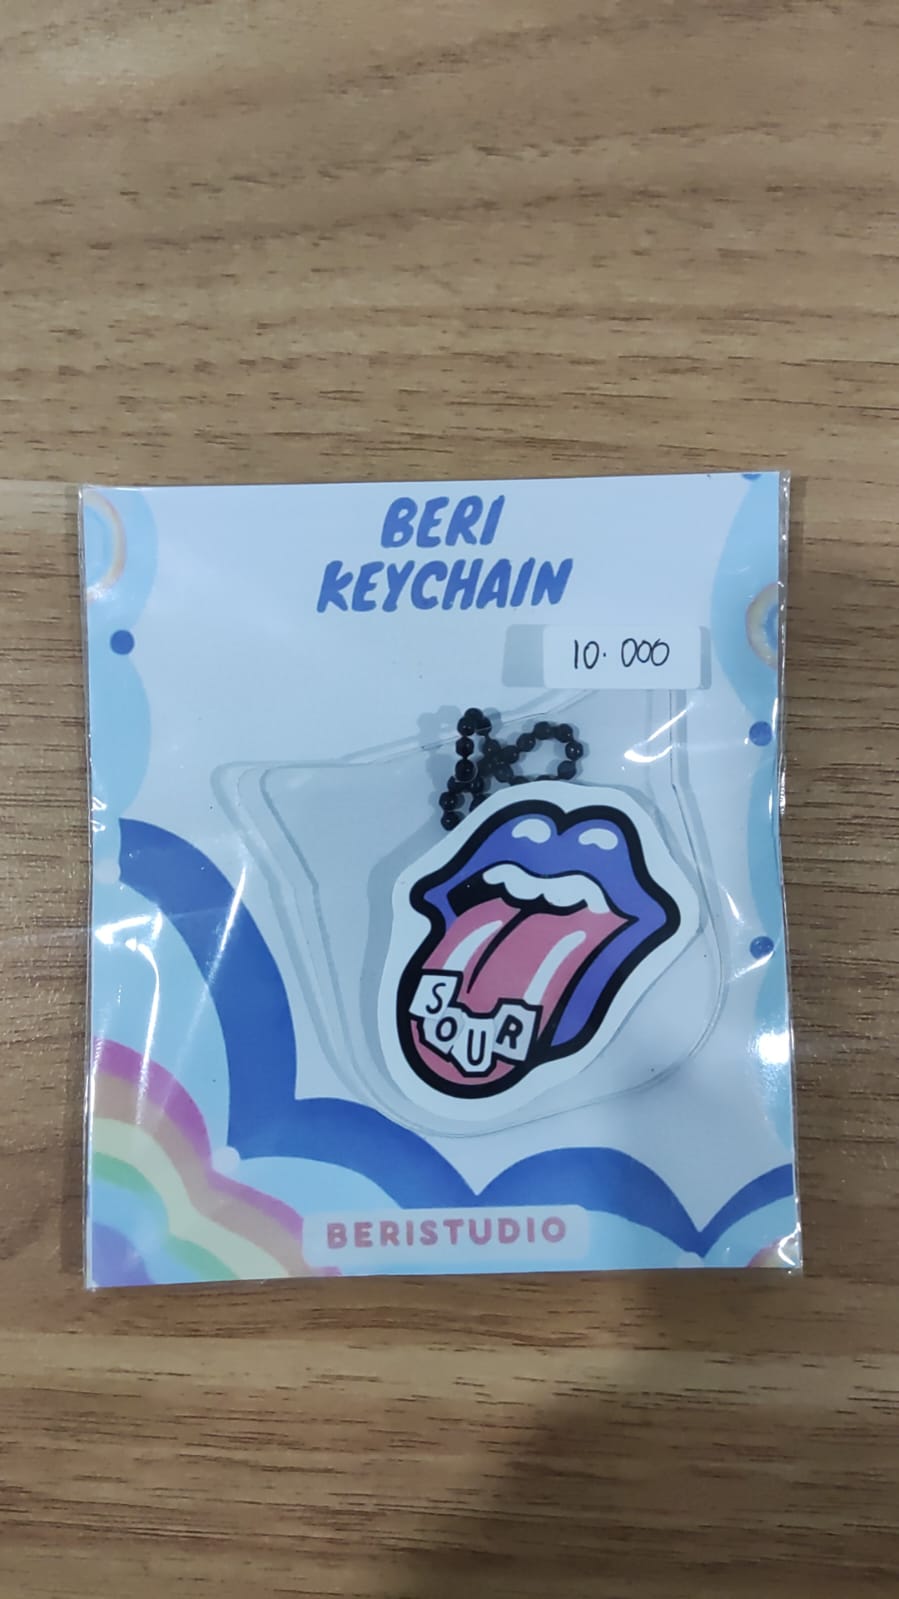 BERI
KEYCHAIN
10.000
SOUR
BERISTUDIO